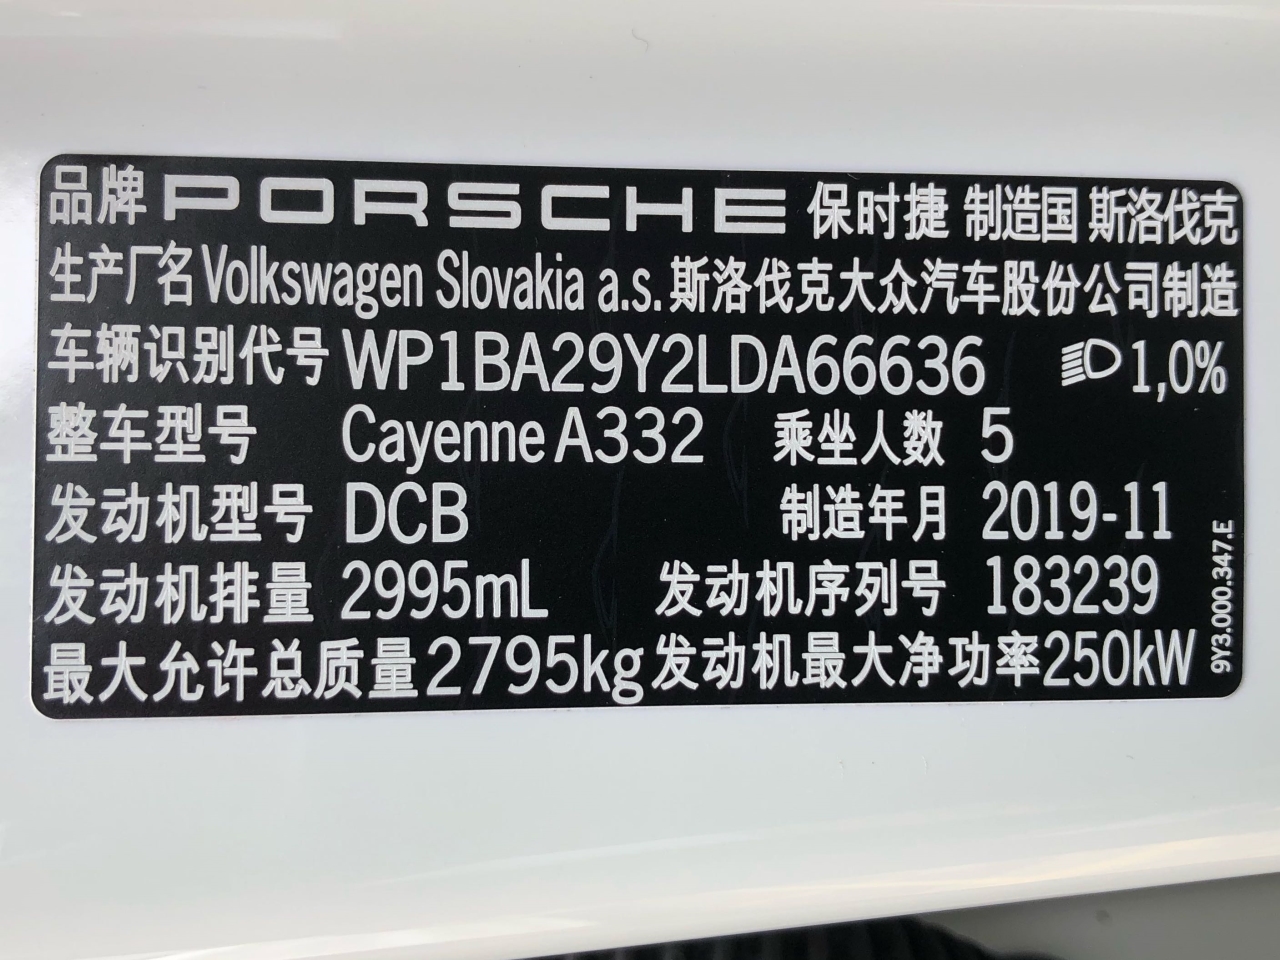 品牌 PORSCHE 保时捷 制造国 斯洛伐克
生产厂名 Volkswagen Slovakia a.s. 斯洛伐克大众汽车股份公司制造
车辆识别代号 WP1BA29Y2LDA66636 1,0%
整车型号 Cayenne A332 乘坐人数 5
发动机型号 DCB 制造年月 2019-11
发动机排量 2995mL 发动机序列号 183239
最大允许总质量 2795kg 发动机最大净功率 250kW
9Y3.000.347.E